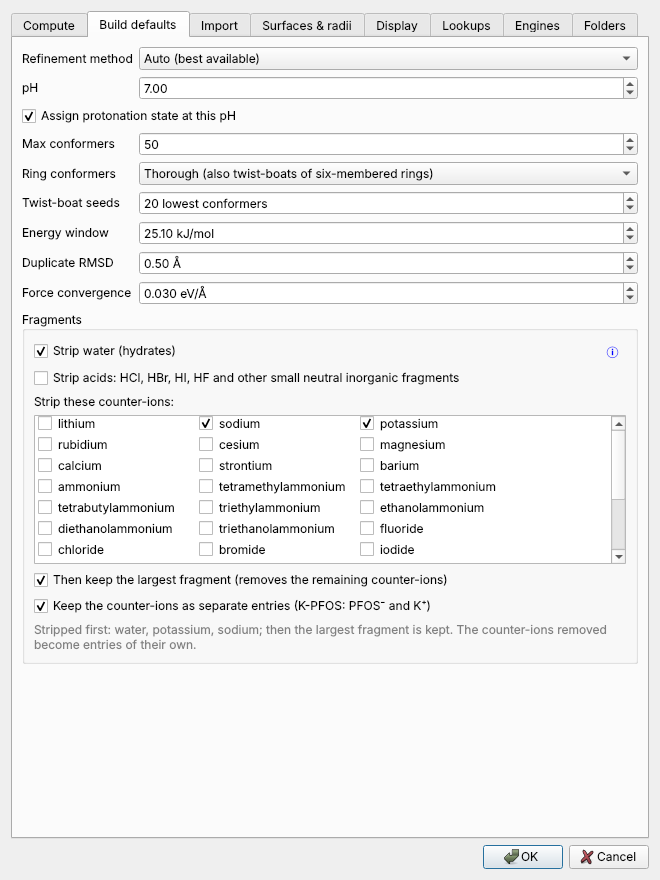 Compute Build defaults Import Surfaces & radii Display Lookups Engines Folders
Refinement method Auto (best available)
pH 7.00
Assign protonation state at this pH
Max conformers 50
Ring conformers Thorough (also twist-boats of six-membered rings)
Twist-boat seeds 20 lowest conformers
Energy window 25.10 kJ/mol
Duplicate RMSD 0.50 Å
Force convergence 0.030 eV/Å
Fragments
Strip water (hydrates)
Strip acids: HCl, HBr, HI, HF and other small neutral inorganic fragments
Strip these counter-ions:
lithium sodium potassium
rubidium cesium magnesium
calcium strontium barium
ammonium tetramethylammonium tetraethylammonium
tetrabutylammonium triethylammonium ethanolammonium
diethanolammonium triethanolammonium fluoride
chloride bromide iodide
Then keep the largest fragment (removes the remaining counter-ions)
Keep the counter-ions as separate entries (K-PFOS: PFOS⁻ and K⁺)
Stripped first: water, potassium, sodium; then the largest fragment is kept. The counter-ions removed
become entries of their own.
OK Cancel